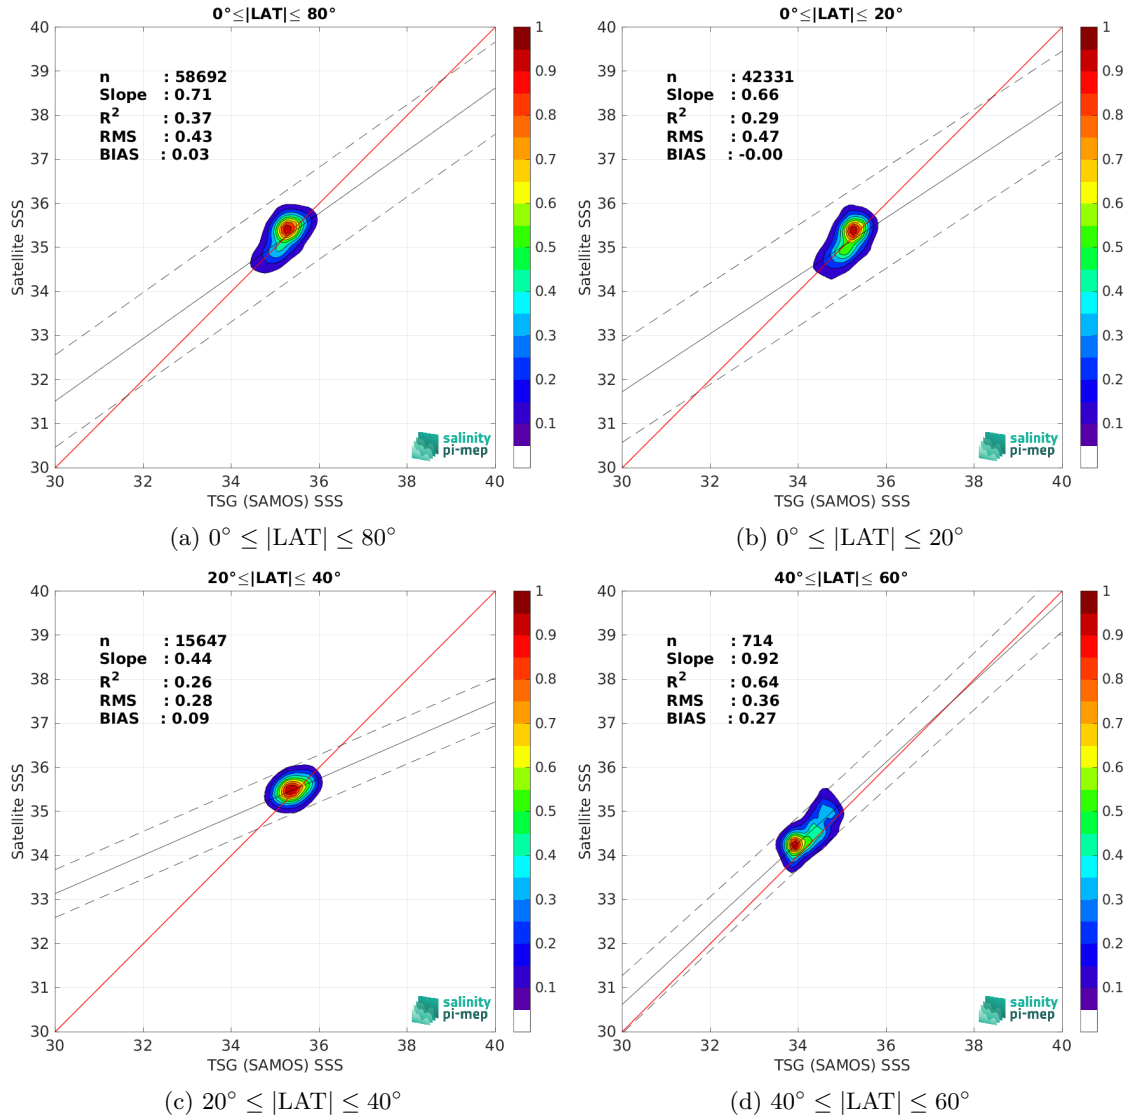 0°≤|LAT|≤ 80°
n : 58692
Slope : 0.71
R² : 0.37
RMS : 0.43
BIAS : 0.03
Satellite SSS
40
39
38
37
36
35
34
33
32
31
30
30 32 34 36 38 40
TSG (SAMOS) SSS
1
0.9
0.8
0.7
0.6
0.5
0.4
0.3
0.2
0.1
salinity
pi-mep
(a) 0° ≤ |LAT| ≤ 80°
0°≤|LAT|≤ 20°
n : 42331
Slope : 0.66
R² : 0.29
RMS : 0.47
BIAS : -0.00
Satellite SSS
40
39
38
37
36
35
34
33
32
31
30
30 32 34 36 38 40
TSG (SAMOS) SSS
1
0.9
0.8
0.7
0.6
0.5
0.4
0.3
0.2
0.1
salinity
pi-mep
(b) 0° ≤ |LAT| ≤ 20°
20°≤|LAT|≤ 40°
n : 15647
Slope : 0.44
R² : 0.26
RMS : 0.28
BIAS : 0.09
Satellite SSS
40
39
38
37
36
35
34
33
32
31
30
30 32 34 36 38 40
TSG (SAMOS) SSS
1
0.9
0.8
0.7
0.6
0.5
0.4
0.3
0.2
0.1
salinity
pi-mep
(c) 20° ≤ |LAT| ≤ 40°
40°≤|LAT|≤ 60°
n : 714
Slope : 0.92
R² : 0.64
RMS : 0.36
BIAS : 0.27
Satellite SSS
40
39
38
37
36
35
34
33
32
31
30
30 32 34 36 38 40
TSG (SAMOS) SSS
1
0.9
0.8
0.7
0.6
0.5
0.4
0.3
0.2
0.1
salinity
pi-mep
(d) 40° ≤ |LAT| ≤ 60°